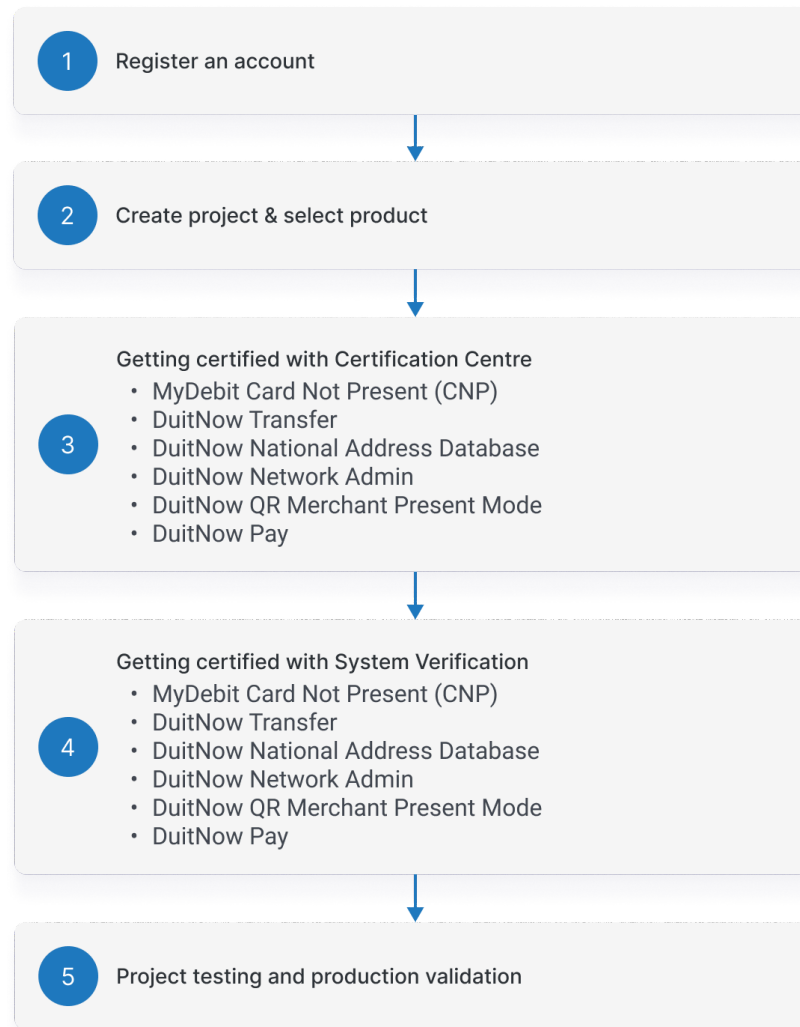 1 Register an account
2 Create project & select product
Getting certified with Certification Centre
• MyDebit Card Not Present (CNP)
• DuitNow Transfer
• DuitNow National Address Database
3
• DuitNow Network Admin
• DuitNow QR Merchant Present Mode
• DuitNow Pay
Getting certified with System Verification
• MyDebit Card Not Present (CNP)
• DuitNow Transfer
• DuitNow National Address Database
4
• DuitNow Network Admin
• DuitNow QR Merchant Present Mode
• DuitNow Pay
5 Project testing and production validation